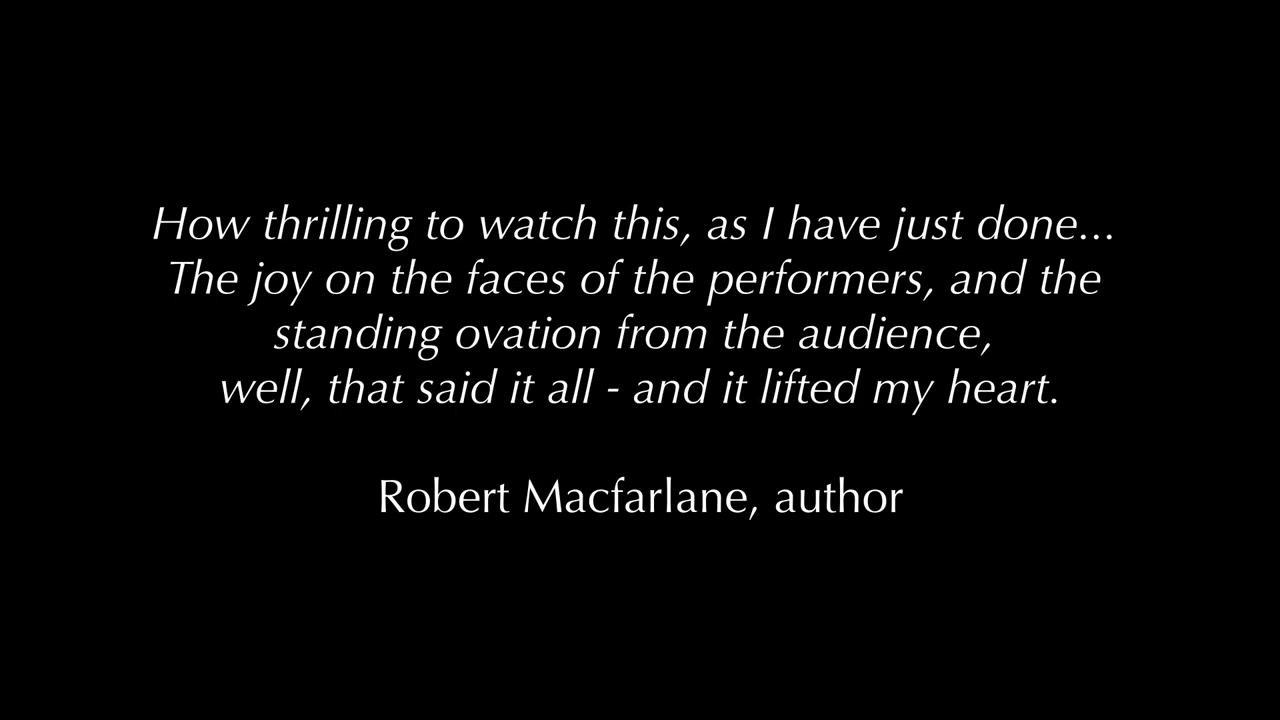 How thrilling to watch this, as I have just done...
The joy on the faces of the performers, and the
standing ovation from the audience,
well, that said it all - and it lifted my heart.
Robert Macfarlane, author